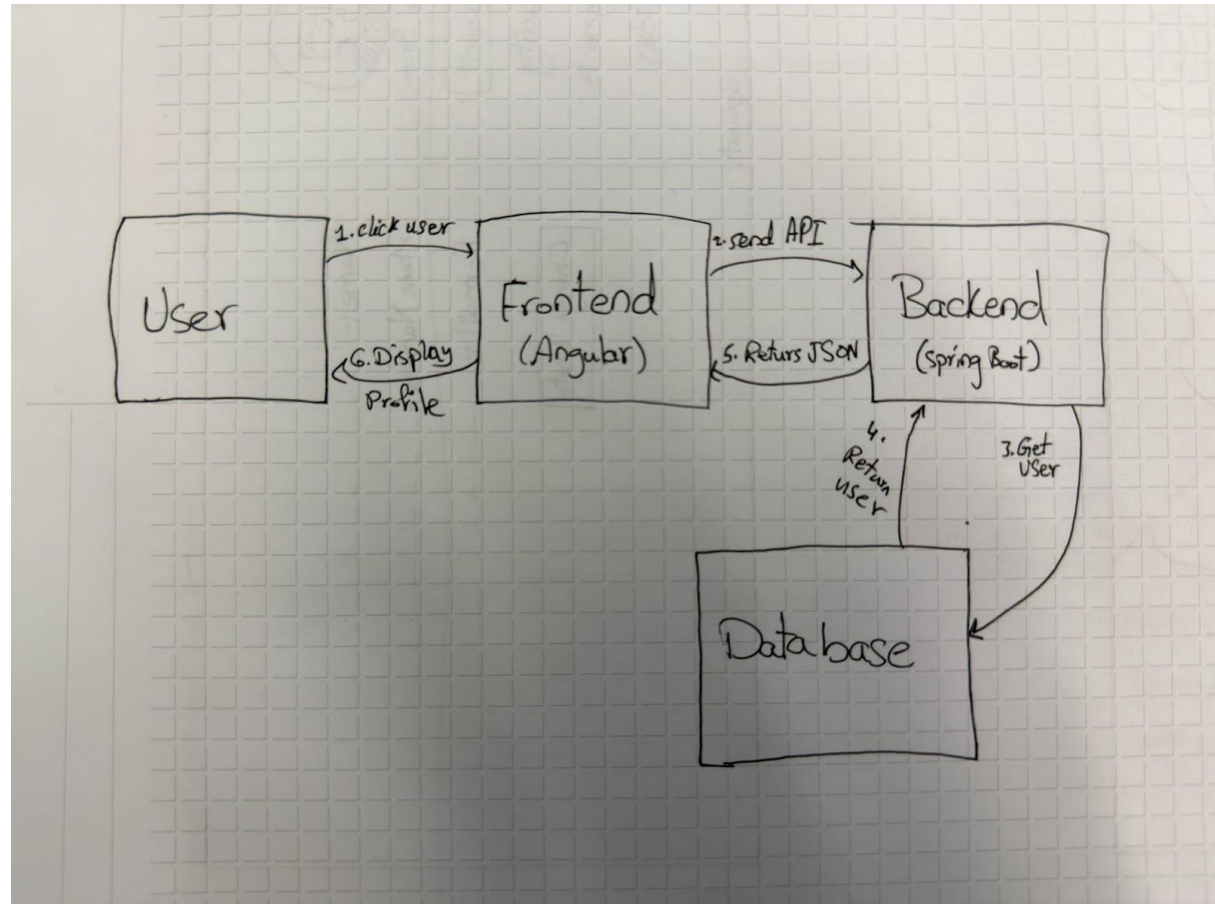 User
1. click user
6. Display
Profile
Frontend
(Angular)
2. send API
5. Returs JSON
Backend
(spring Boot)
3. Get
User
4.
Return
user
Database